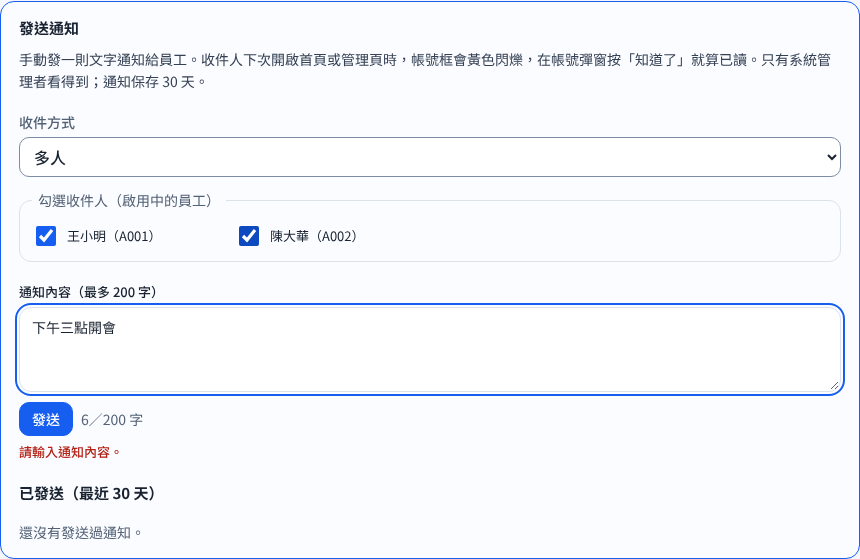 發送通知
手動發一則文字通知給員工。收件人下次開啟首頁或管理頁時，帳號框會黃色閃爍，在帳號彈窗按「知道了」就算已讀。只有系統管
理者看得到；通知保存 30 天。
收件方式
多人
勾選收件人（啟用中的員工）
王小明（A001） 陳大華（A002）
通知內容（最多 200 字）
下午三點開會
發送 6／200 字
請輸入通知內容。
已發送（最近 30 天）
還沒有發送過通知。